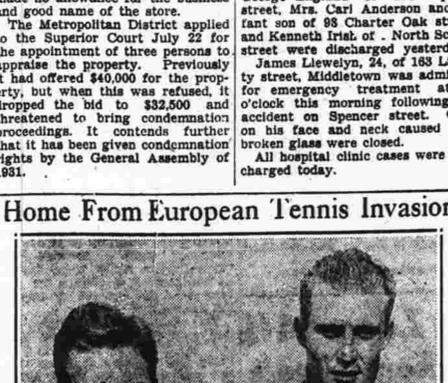 and good name of the store.
The Metropolitan District applied
to the Superior Court July 22 for
the appointment of three persons to
appraise the property. Previously
it had offered $40,000 for the prop-
erty, but when this was refused, it
dropped the bid to $32,500 and
threatened to bring condemnation
proceedings. It contends further
that it has been given condemnation
rights by the General Assembly of
1931.
street, Mrs. Carl Anderson and
fant son of 98 Charter Oak st
and Kenneth Irish of . North Sc
street were discharged yester
James Llewelyn, 24, of 163 L
ty street, Middletown was adm
for emergency treatment a
o'clock this morning following
accident on Spencer street.
on his face and neck caused
broken glass were closed.
All hospital clinic cases were
charged today.
Home From European Tennis Invasion